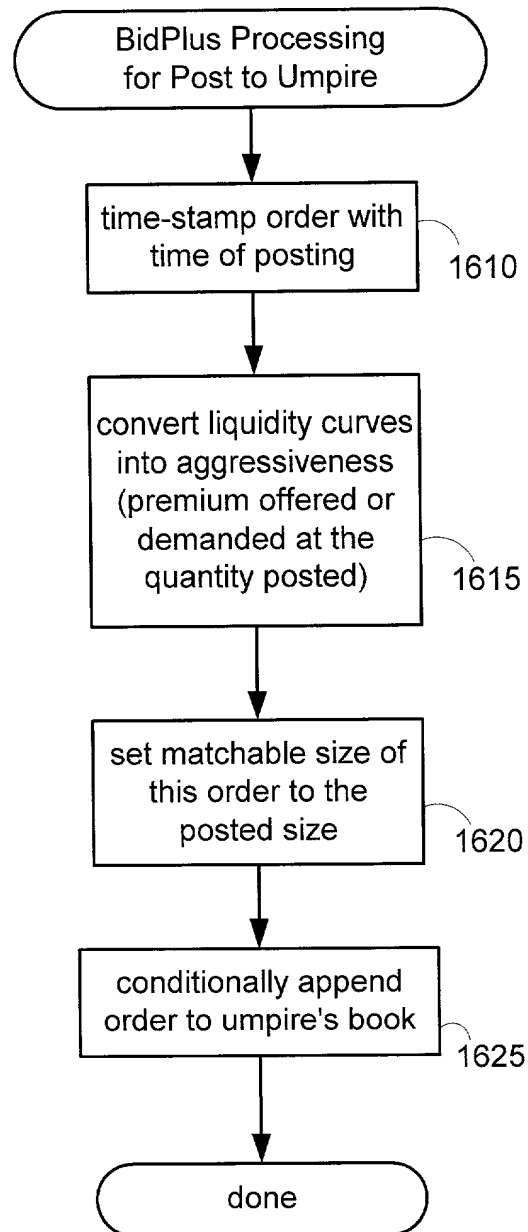 BidPlus Processing
for Post to Umpire
time-stamp order with
time of posting
1610
convert liquidity curves
into aggressiveness
(premium offered or
demanded at the
quantity posted)
1615
set matchable size of
this order to the
posted size
1620
conditionally append
order to umpire's book
1625
done